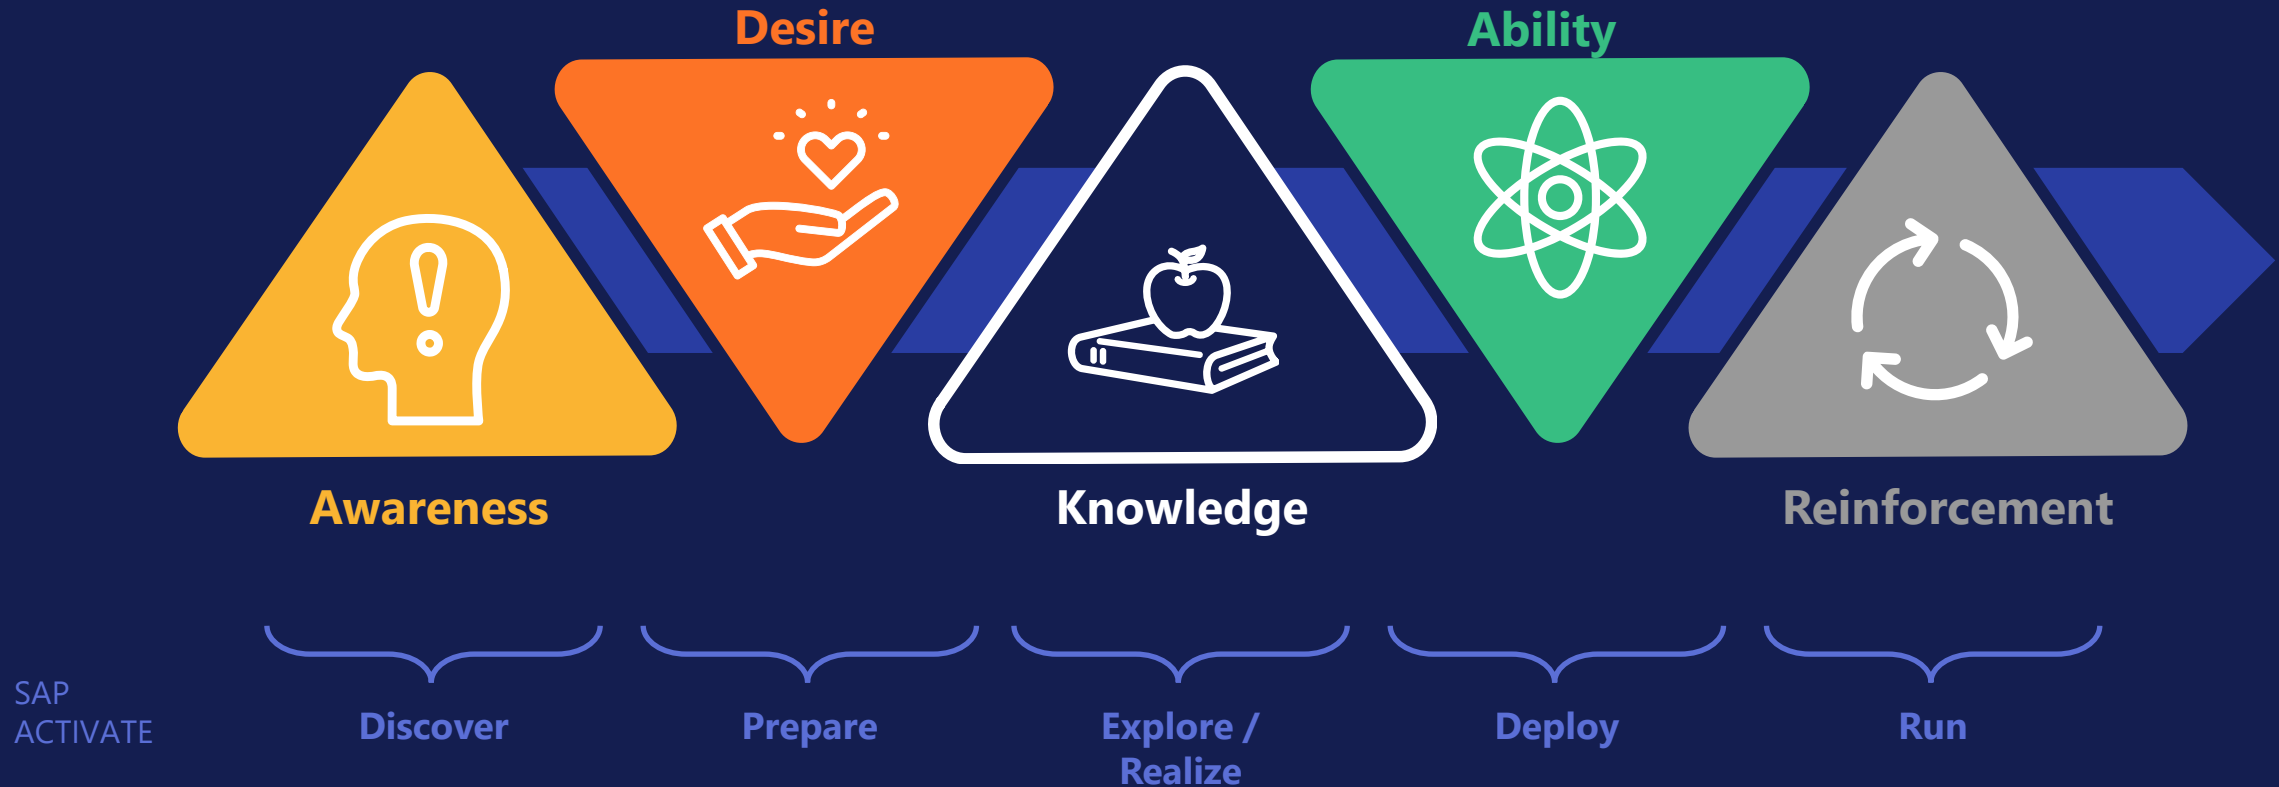 Desire
Ability
Awareness
Knowledge
Reinforcement
SAP
ACTIVATE
Discover
Prepare
Explore /
Realize
Deploy
Run